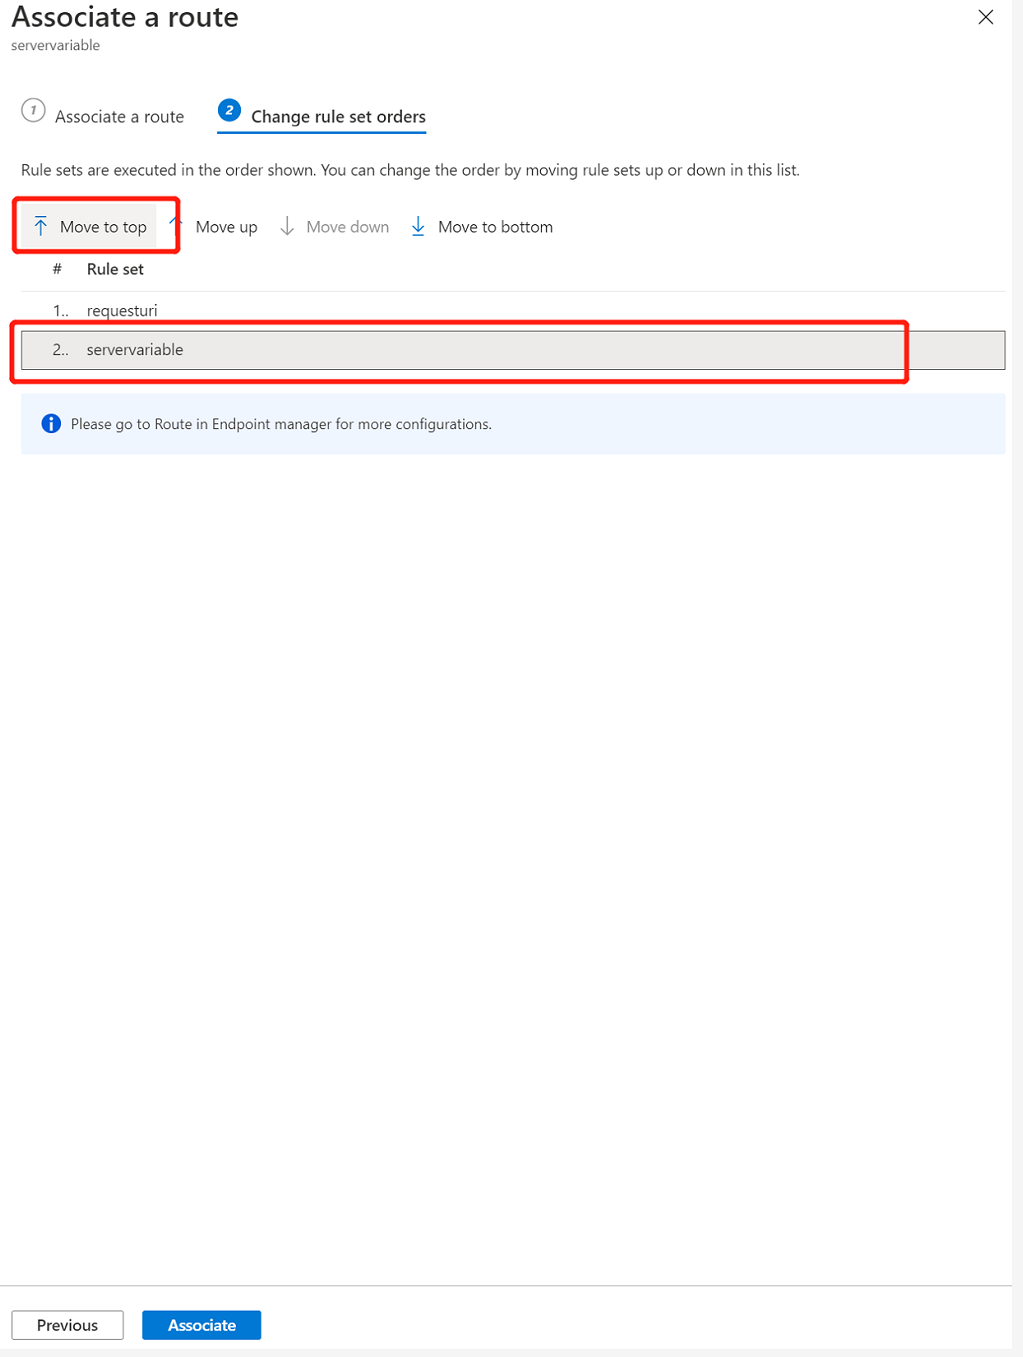 Associate a route
servervariable
1 Associate a route 2 Change rule set orders
Rule sets are executed in the order shown. You can change the order by moving rule sets up or down in this list.
Move to top Move up Move down Move to bottom
# Rule set
1.. requesturi
2.. servervariable
Please go to Route in Endpoint manager for more configurations.
Previous Associate